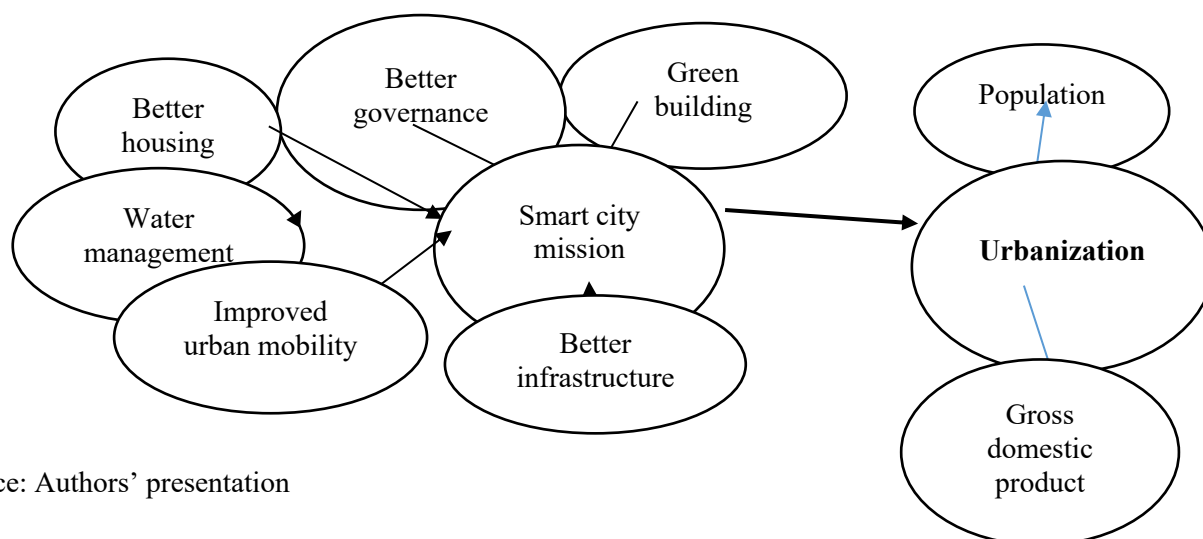 Better
housing
Better
governance
Green
building
Population
Water
management
Smart city
mission
Urbanization
Improved
urban mobility
Better
infrastructure
Gross
domestic
product
ce: Authors’ presentation